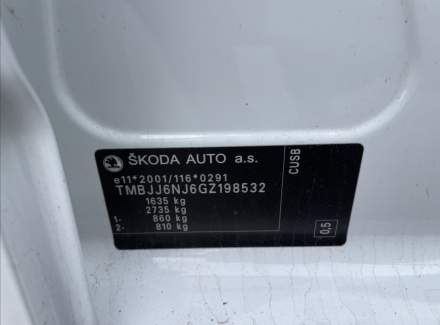 ŠKODA AUTO a.s.
e11*2001/116*0291
TMBJJ6NJ6GZ198532
1635 kg
2735 kg
1- 860 kg
2- 810 kg
CUSB
0.5